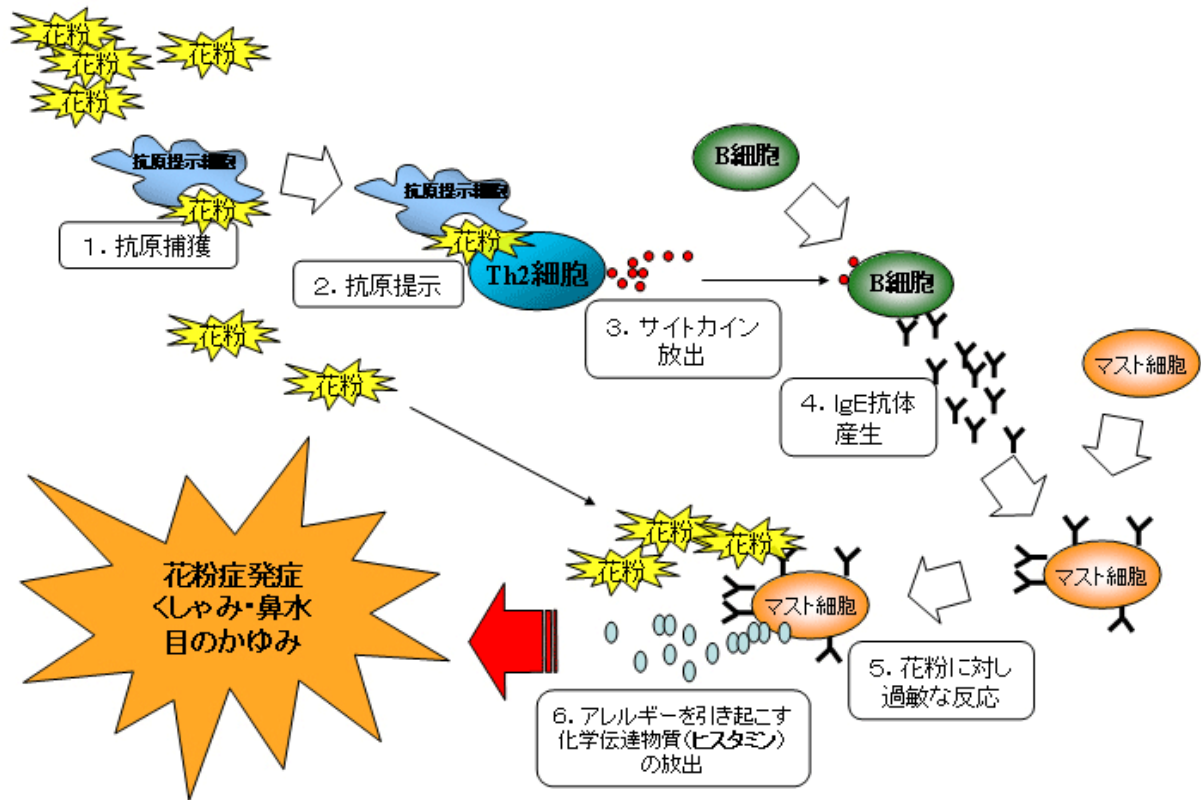 花粉
花粉
花粉
花粉
抗原提示細胞
花粉
1. 抗原捕獲
抗原提示細胞
花粉
Th2細胞
2. 抗原提示
3. サイトカイン
放出
B細胞
B細胞
4. IgE抗体
産生
マスト細胞
マスト細胞
花粉
花粉
花粉
花粉
花粉
マスト細胞
5. 花粉に対し
過敏な反応
6. アレルギーを引き起こす
化学伝達物質(ヒスタミン)
の放出
花粉症発症
くしゃみ・鼻水
目のかゆみ